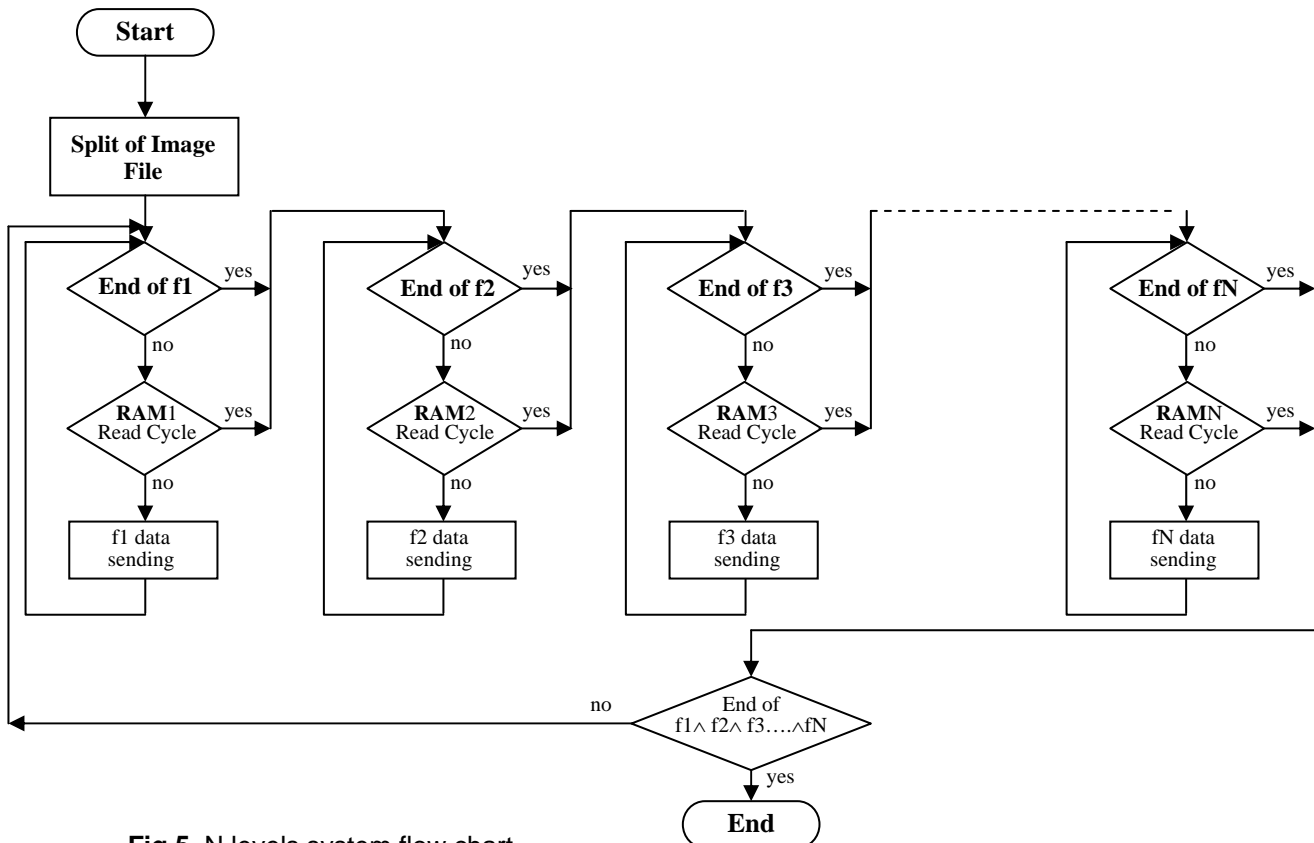 Start
Split of Image
File
End of f1
yes
no
RAM1
Read Cycle
yes
no
f1 data
sending
End of f2
yes
no
RAM2
Read Cycle
yes
no
f2 data
sending
End of f3
yes
no
RAM3
Read Cycle
yes
no
f3 data
sending
End of fN
yes
no
RAMN
Read Cycle
yes
no
fN data
sending
End of
f1∧ f2∧ f3….∧fN
no
yes
End
Fig 5. N levels system flow chart